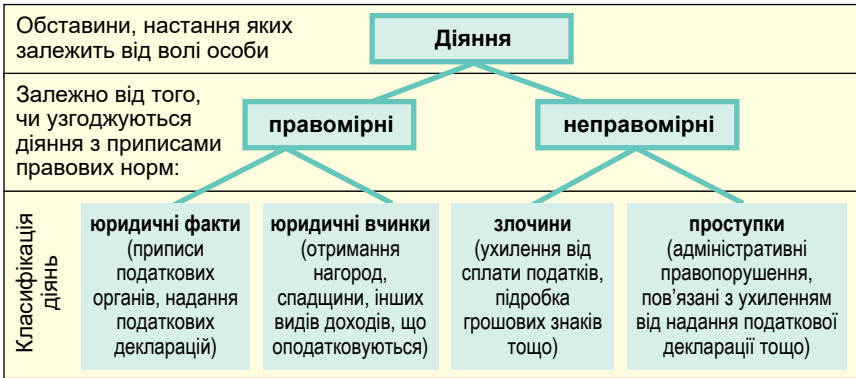 Обставини, настання яких
залежить від волі особи
Діяння
Залежно від того,
чи узгоджуються
діяння з приписами
правових норм:
правомірні
неправомірні
Класифікація
діянь
юридичні факти
(приписи
податкових
органів, надання
податкових
декларацій)
юридичні вчинки
(отримання
нагород,
спадщини, інших
видів доходів, що
оподатковуються)
злочини
(ухилення від
сплати податків,
підробка
грошових знаків
тощо)
проступки
(адміністративні
правопорушення,
пов’язані з ухиленням
від надання податкової
декларації тощо)